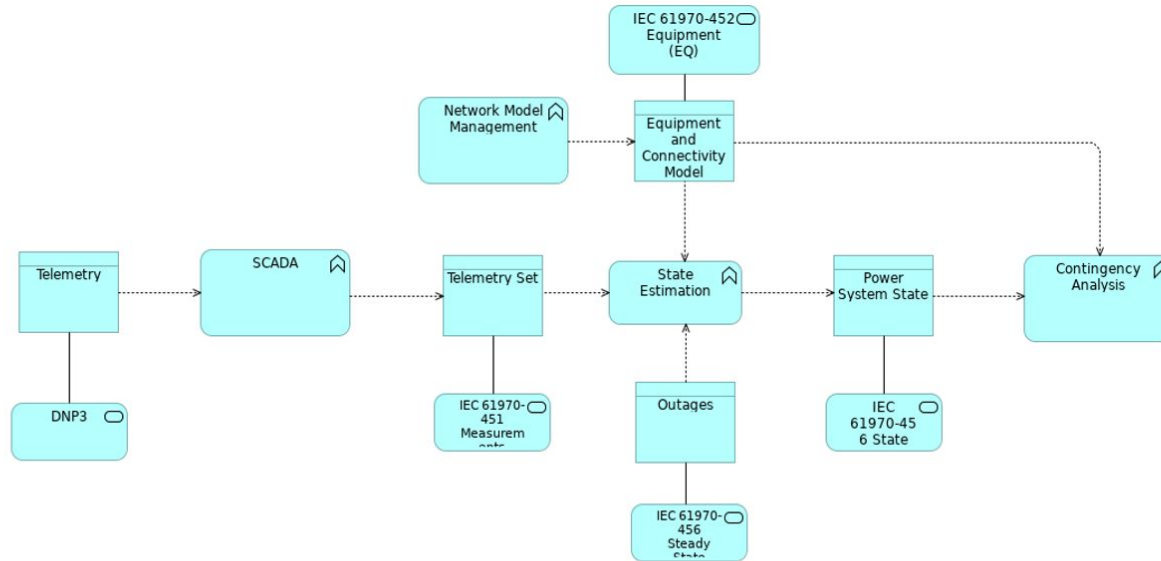 IEC 61970-452
Equipment
(EQ)
Network Model
Management
Equipment
and
Connectivity
Model
Telemetry
SCADA
Telemetry Set
State
Estimation
Power
System State
Contingency
Analysis
DNP3
IEC 61970-
451
Measurem
ents
Outages
IEC
61970-45
6 State
IEC 61970-
456
Steady
State